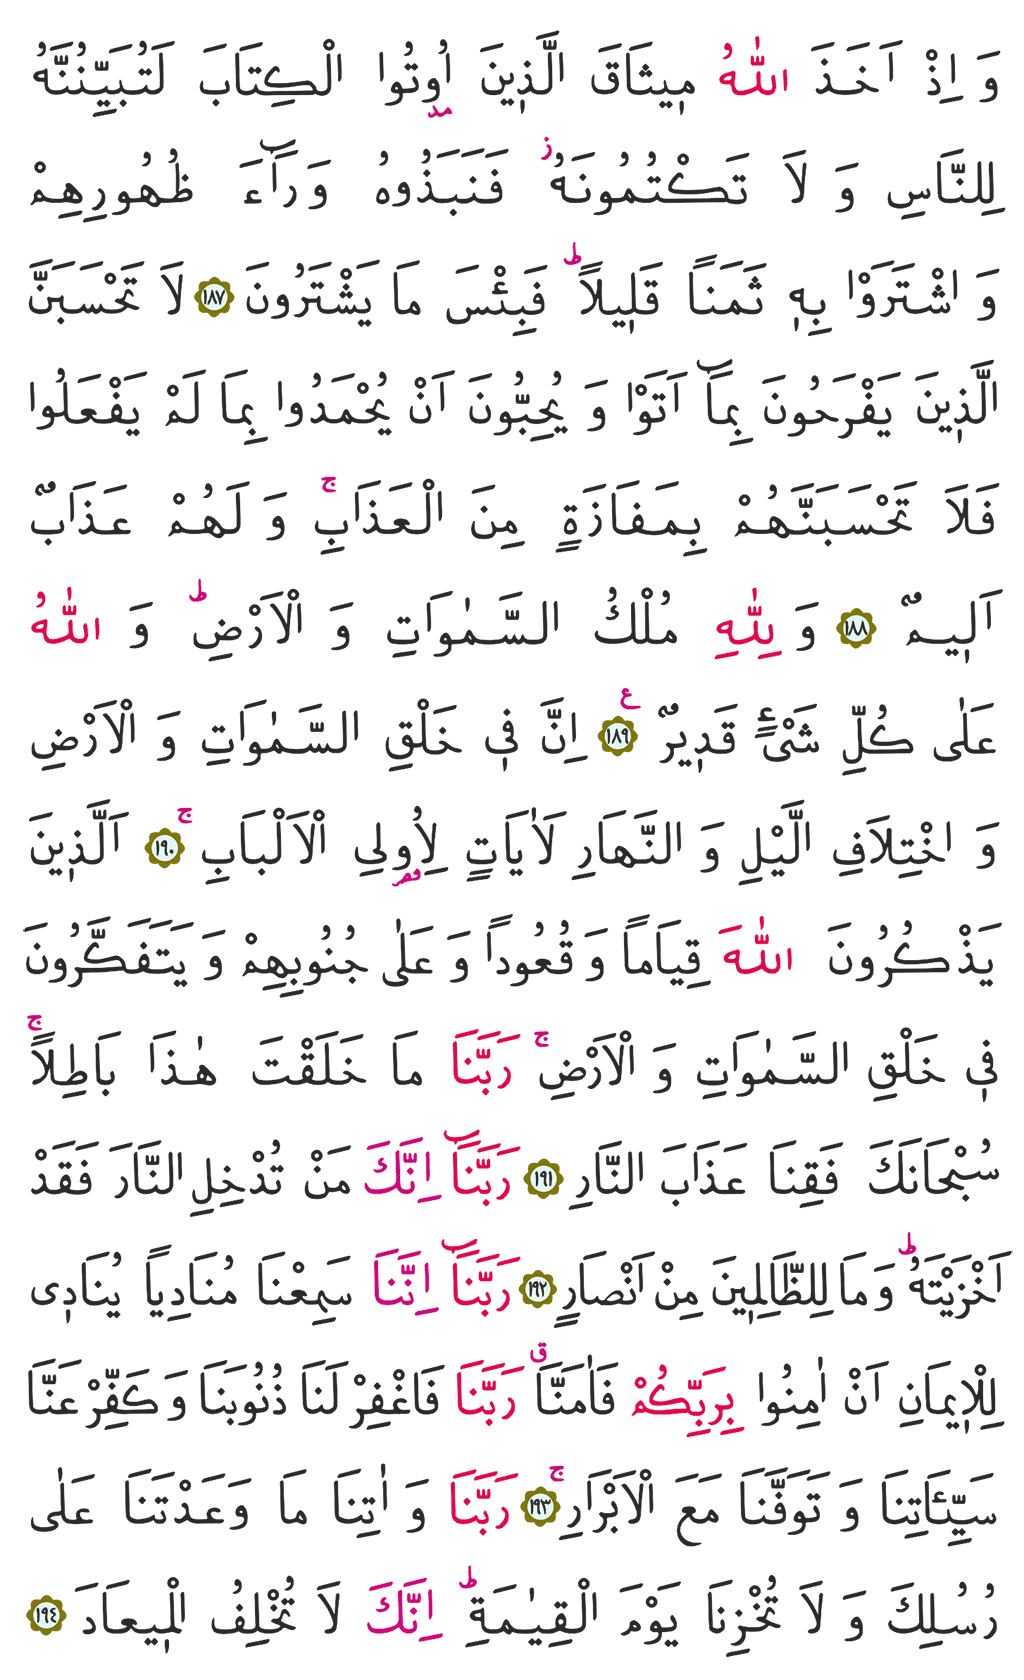 وَ اِذْ اَخَذَ اللّٰهُ مٖيثَاقَ الَّذٖينَ اُوتُوا الْكِتَابَ لَتُبَيِّنُنَّهُ
لِلنَّاسِ وَ لَا تَكْتُمُونَهُ ز فَنَبَذُوهُ وَرَٓاءَ ظُهُورِهِمْ
وَ اشْتَرَوْا بِهٖ ثَمَنًا قَلٖيلًا ط فَبِئْسَ مَا يَشْتَرُونَ ١٨٧ لَا تَحْسَبَنَّ
الَّذٖينَ يَفْرَحُونَ بِمَٓا اَتَوْا وَ يُحِبُّونَ اَنْ يُحْمَدُوا بِمَا لَمْ يَفْعَلُوا
فَلَا تَحْسَبَنَّهُمْ بِمَفَازَةٍ مِنَ الْعَذَابِ ج وَ لَهُمْ عَذَابٌ
اَلٖيمٌ ١٨٨ وَ لِلّٰهِ مُلْكُ السَّمٰوَاتِ وَ الْاَرْضِ ط وَ اللّٰهُ
عَلٰى كُلِّ شَیْءٍ قَدٖيرٌ ١٨٩ ع اِنَّ فٖى خَلْقِ السَّمٰوَاتِ وَ الْاَرْضِ
وَ اخْتِلَافِ الَّيْلِ وَ النَّهَارِ لَاٰيَاتٍ لِاُولِى الْاَلْبَابِ ج ١٩٠ اَلَّذٖينَ
يَذْكُرُونَ اللّٰهَ قِيَامًا وَ قُعُودًا وَ عَلٰى جُنُوبِهِمْ وَ يَتَفَكَّرُونَ
فٖى خَلْقِ السَّمٰوَاتِ وَ الْاَرْضِ ج رَبَّنَا مَا خَلَقْتَ هٰذَا بَاطِلًا ج
سُبْحَانَكَ فَقِنَا عَذَابَ النَّارِ ١٩١ رَبَّنَٓا اِنَّكَ مَنْ تُدْخِلِ النَّارَ فَقَدْ
اَخْزَيْتَهُ ط وَ مَا لِلظَّالِمٖينَ مِنْ اَنْصَارٍ ١٩٢ رَبَّنَٓا اِنَّنَا سَمِعْنَا مُنَادِيًا يُنَادٖى
لِلْاٖيمَانِ اَنْ اٰمِنُوا بِرَبِّكُمْ فَاٰمَنَّا ق رَبَّنَا فَاغْفِرْ لَنَا ذُنُوبَنَا وَ كَفِّرْ عَنَّا
سَيِّئَاتِنَا وَ تَوَفَّنَا مَعَ الْاَبْرَارِ ج ١٩٣ رَبَّنَا وَ اٰتِنَا مَا وَعَدْتَنَا عَلٰى
رُسُلِكَ وَ لَا تُخْزِنَا يَوْمَ الْقِيٰمَةِ ط اِنَّكَ لَا تُخْلِفُ الْمٖيعَادَ ١٩٤